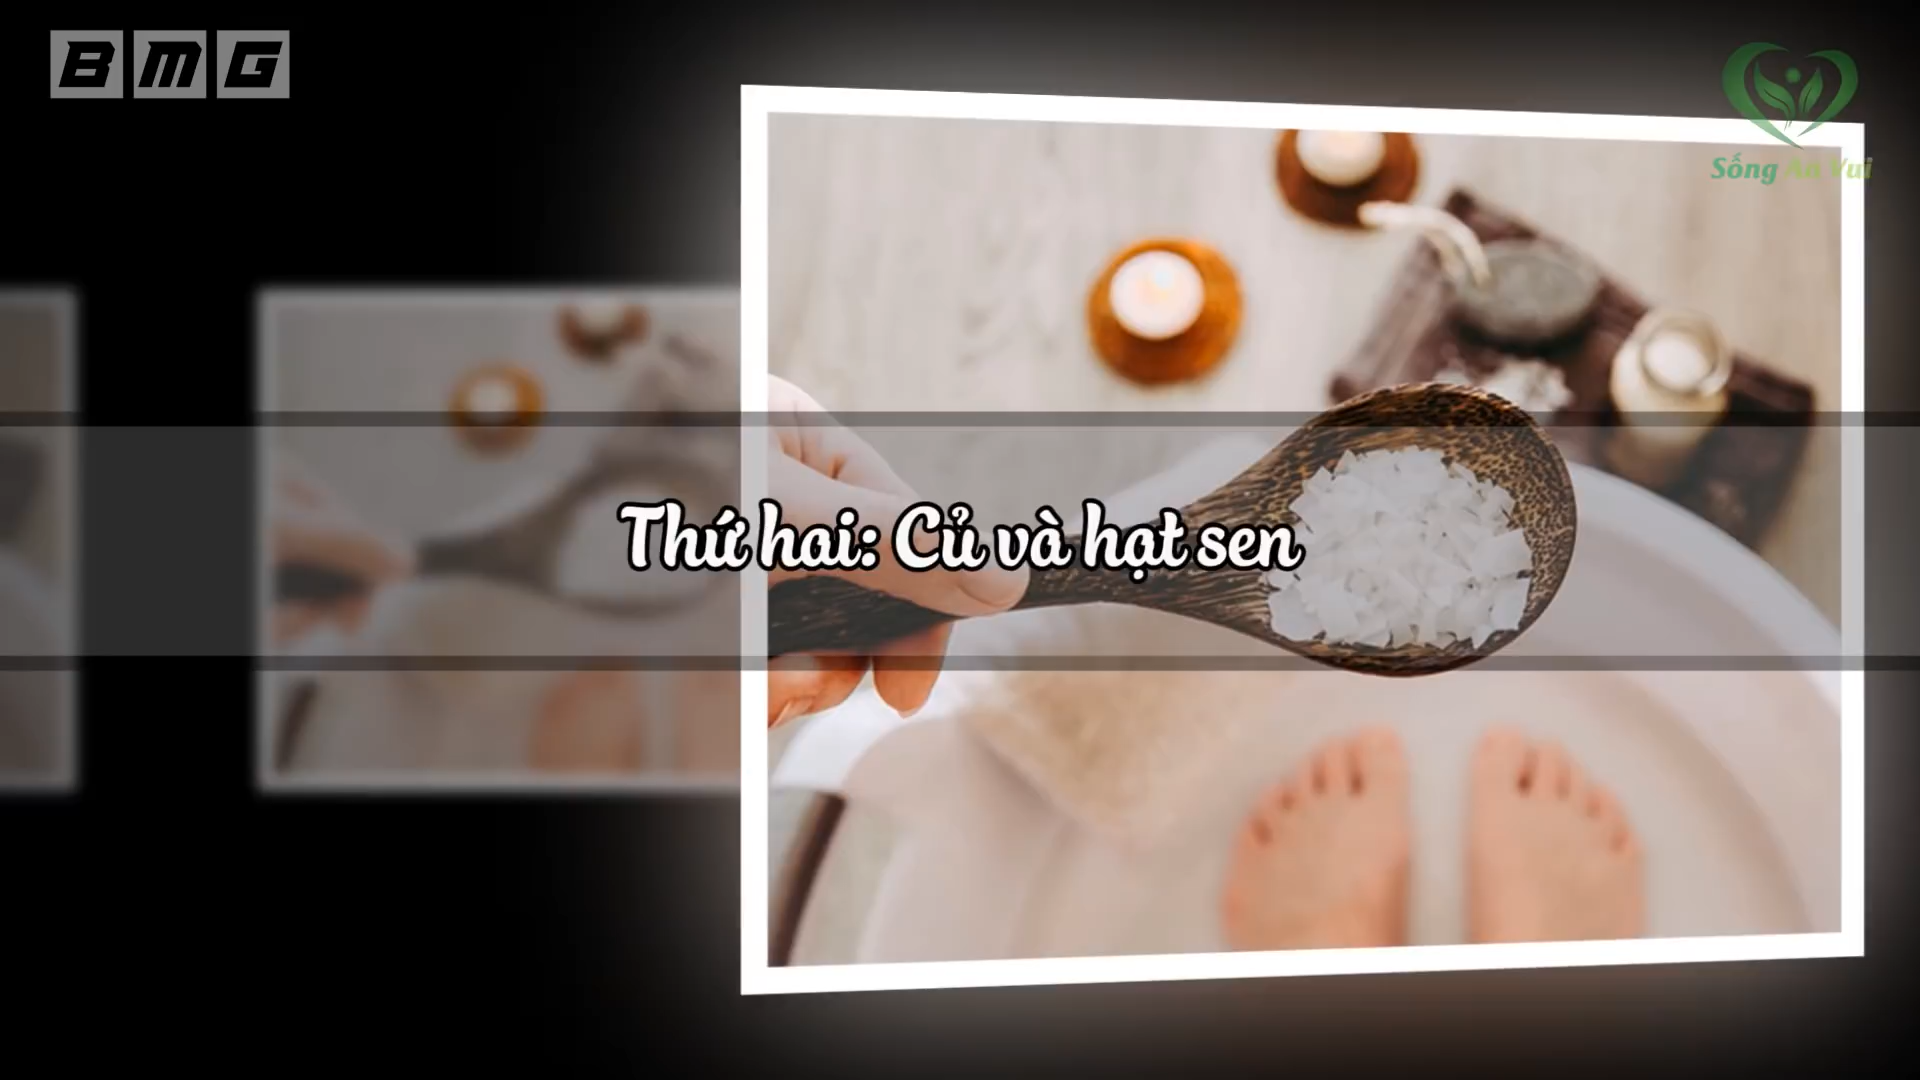 BMG
Sống An Vui
Thứ hai: Củ và hạt sen